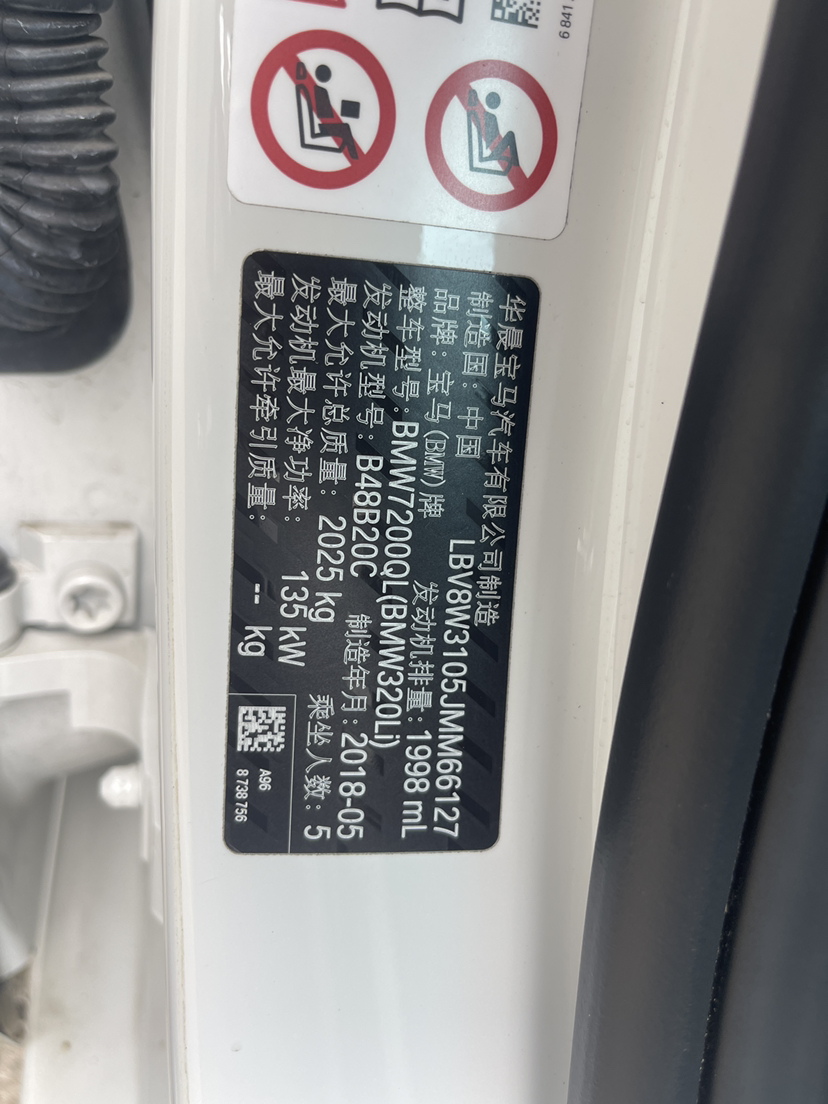 6 841
华晨宝马汽车有限公司制造
制造国:中国 LBV8W3105JMM66127
品牌:宝马(BMW)牌 发动机排量:1998 mL
整车型号:BMW7200QL(BMW320Li)
发动机型号:B48B20C 制造年月:2018-05
最大允许总质量: 2025 kg 乘坐人数:5
发动机最大净功率: 135 kW
最大允许牵引质量: -- kg
A96
8 738 756